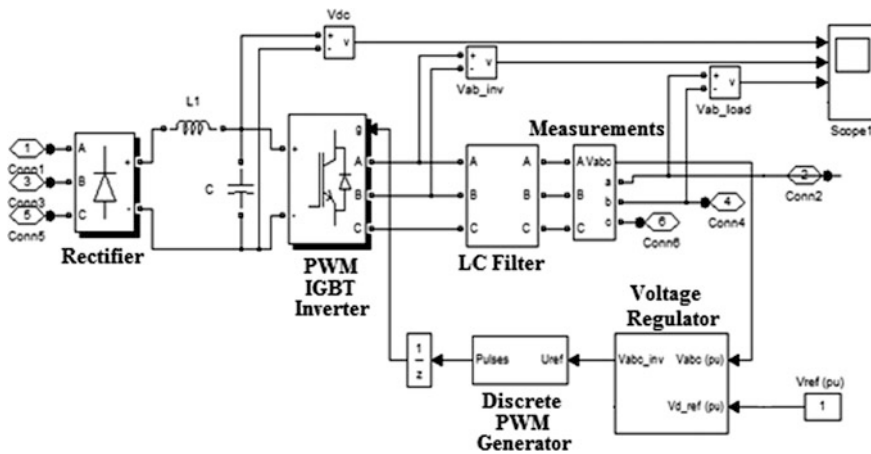 Vdc
+
-
v
+
-
v
Vab_inv
+
-
v
Vab_load
Scope1
L1
1
Conn1
3
Conn3
5
Conn5
A
B
C
+
-
Rectifier
C
+
-
g
A
B
C
PWM
IGBT
Inverter
A
B
C
A
B
C
LC Filter
Measurements
A
B
C
Vabc
a
b
c
2
Conn2
4
Conn4
6
Conn6
Voltage
Regulator
Vabc_inv
Vabc (pu)
Vd_ref (pu)
Vref (pu)
1
Pulses
Uref
Discrete
PWM
Generator
1
z